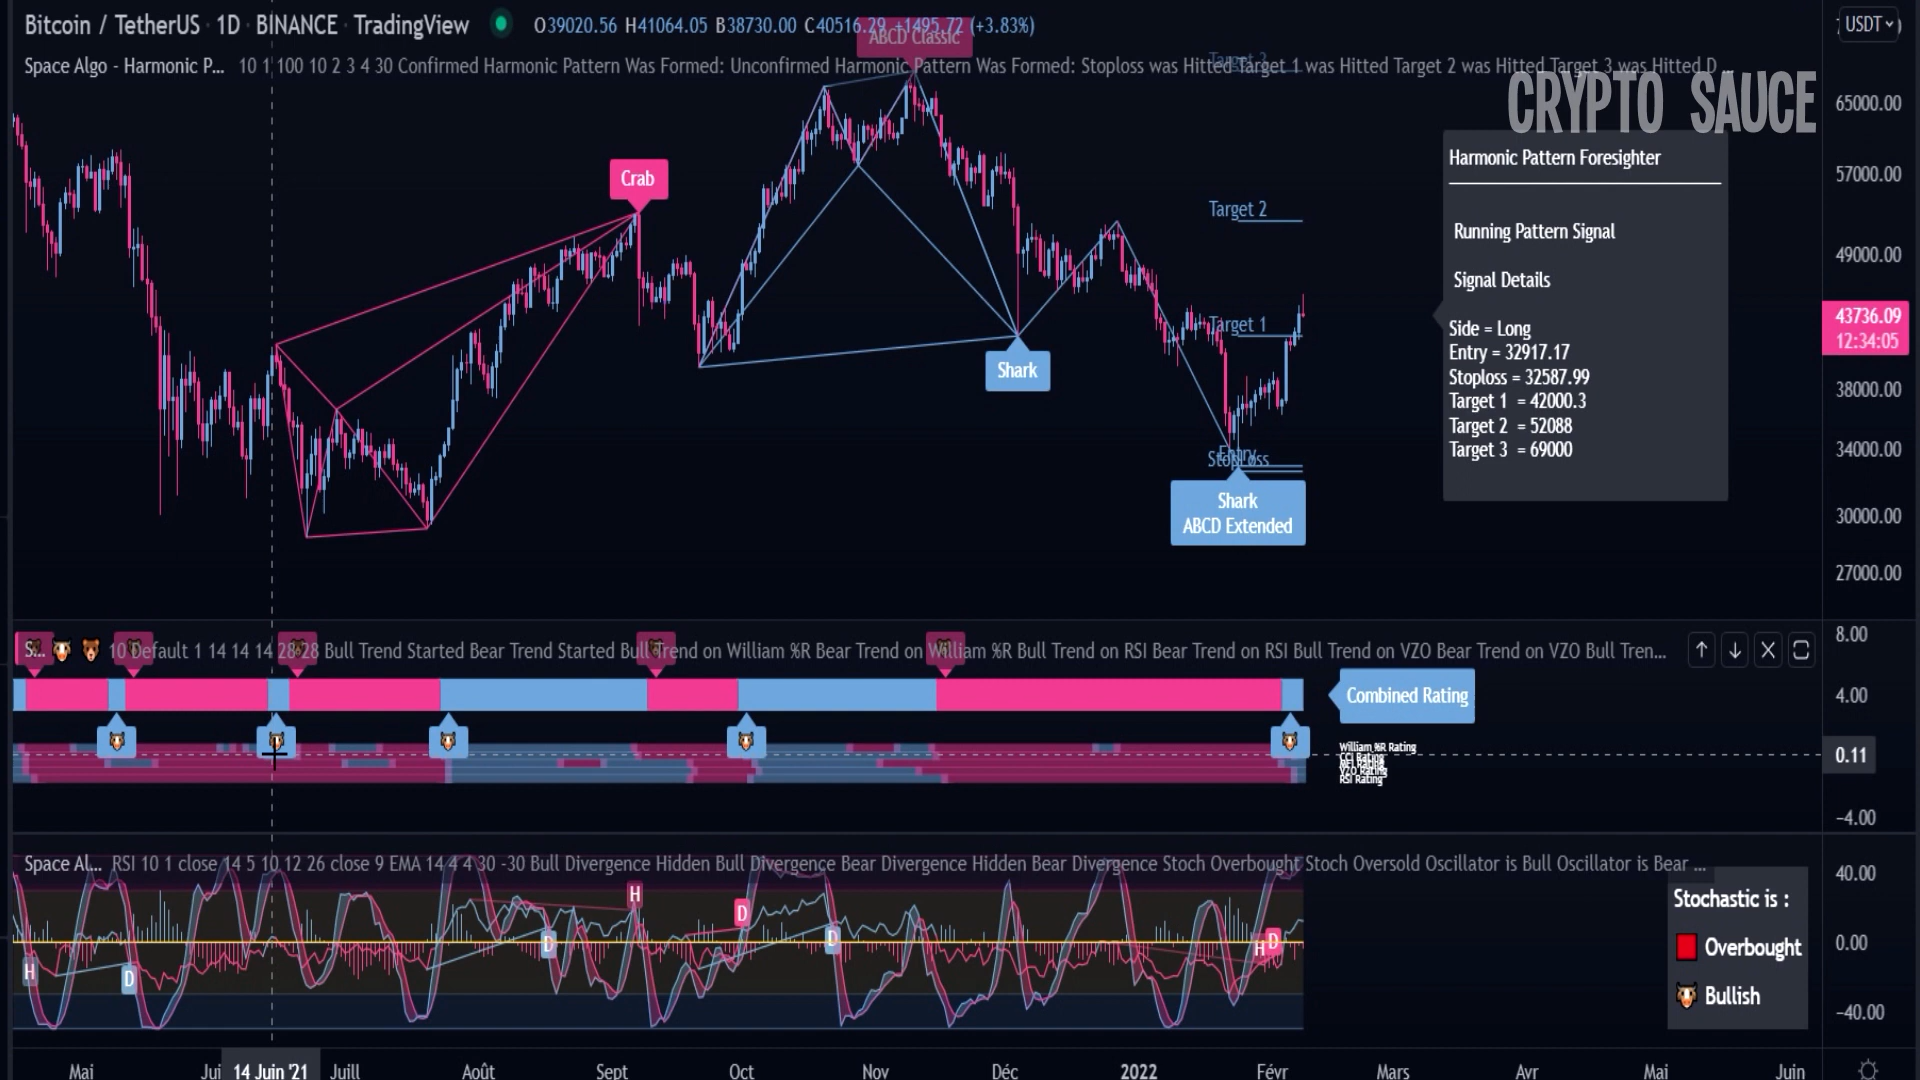 Bitcoin / TetherUS · 1D · BINANCE · TradingView
O39020.56 H41064.05 B38730.00 C40516.29 +1495.72 (+3.83%)
USDT
ABCD Classic
Space Algo - Harmonic P... 10 1 100 10 2 3 4 30 Confirmed Harmonic Pattern Was Formed: Unconfirmed Harmonic Pattern Was Formed: Stoploss was Hitted Target 1 was Hitted Target 2 was Hitted Target 3 was Hitted D ...
Target 3
CRYPTO SAUCE
65000.00
57000.00
49000.00
43736.09
12:34:05
38000.00
34000.00
30000.00
27000.00
Harmonic Pattern Foresighter
Running Pattern Signal
Signal Details
Side = Long
Entry = 32917.17
Stoploss = 32587.99
Target 1 = 42000.3
Target 2 = 52088
Target 3 = 69000
Crab
Target 2
Target 1
Shark
Entry
StopLoss
Shark
ABCD Extended
S... 10 Default 1 14 14 14 28 28 Bull Trend Started Bear Trend Started Bull Trend on William %R Bear Trend on William %R Bull Trend on RSI Bear Trend on RSI Bull Trend on VZO Bear Trend on VZO Bull Tren...
8.00
4.00
0.11
−4.00
Combined Rating
William %R Rating
CCI Rating
VZO Rating
RSI Rating
Space Al... RSI 10 1 close 14 5 10 12 26 close 9 EMA 14 4 4 30 -30 Bull Divergence Hidden Bull Divergence Bear Divergence Hidden Bear Divergence Stoch Overbought Stoch Oversold Oscillator is Bull Oscillator is Bear ...
40.00
0.00
−40.00
H
D
D
H
D
D
H
D
Stochastic is :
Overbought
Bullish
Mai
Jui
14 Juin '21
Juill
Août
Sept
Oct
Nov
Déc
2022
Févr
Mars
Avr
Mai
Juin